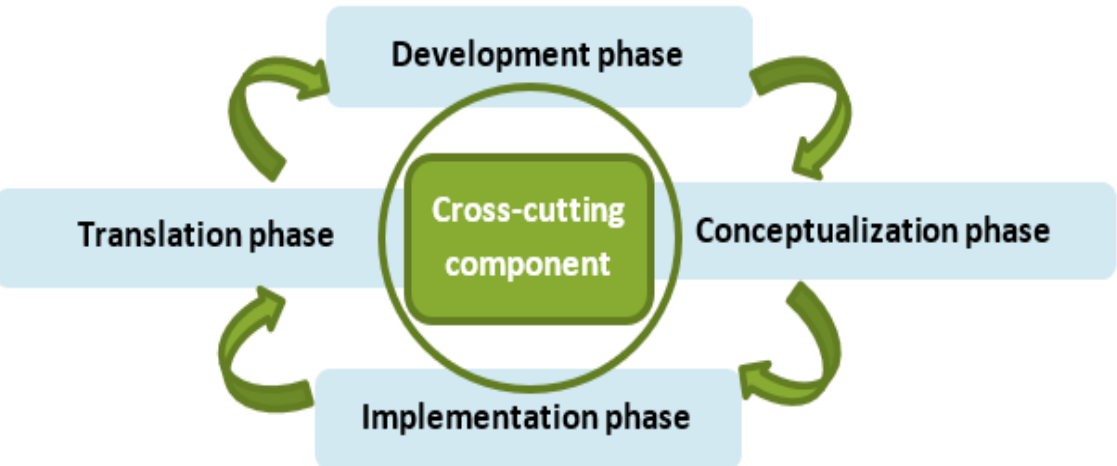 Development phase
Cross-cutting
component
Translation phase
Conceptualization phase
Implementation phase